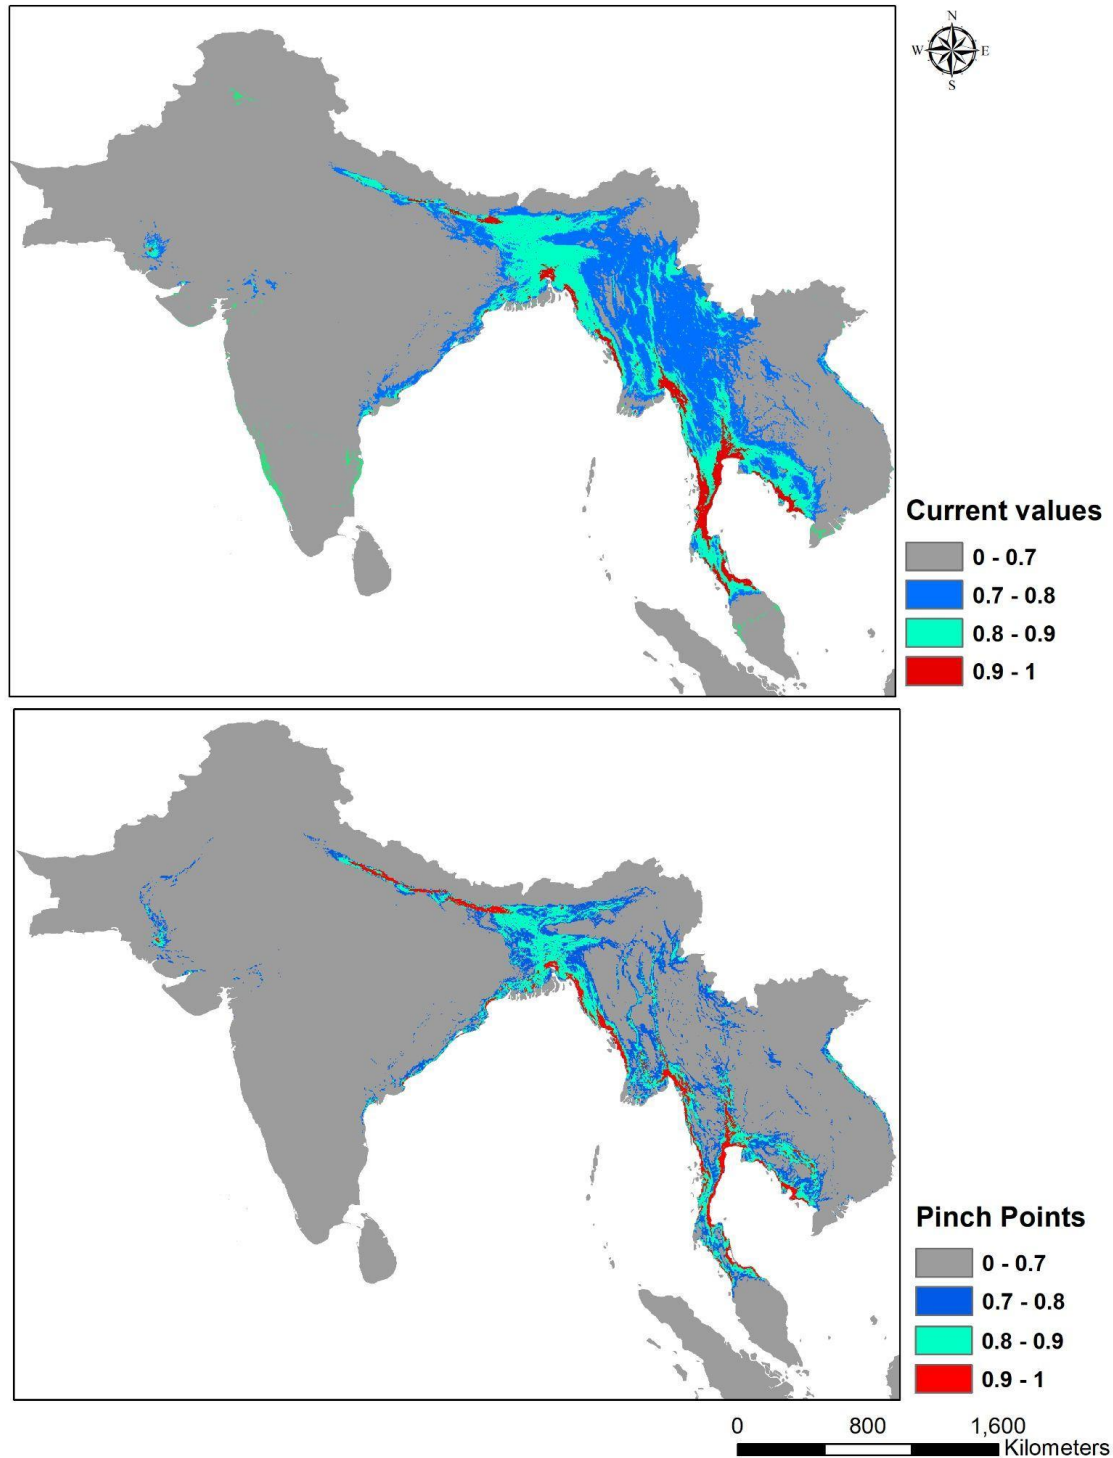 N
W E
S
Current values
0 - 0.7
0.7 - 0.8
0.8 - 0.9
0.9 - 1
Pinch Points
0 - 0.7
0.7 - 0.8
0.8 - 0.9
0.9 - 1
0 800 1,600
Kilometers